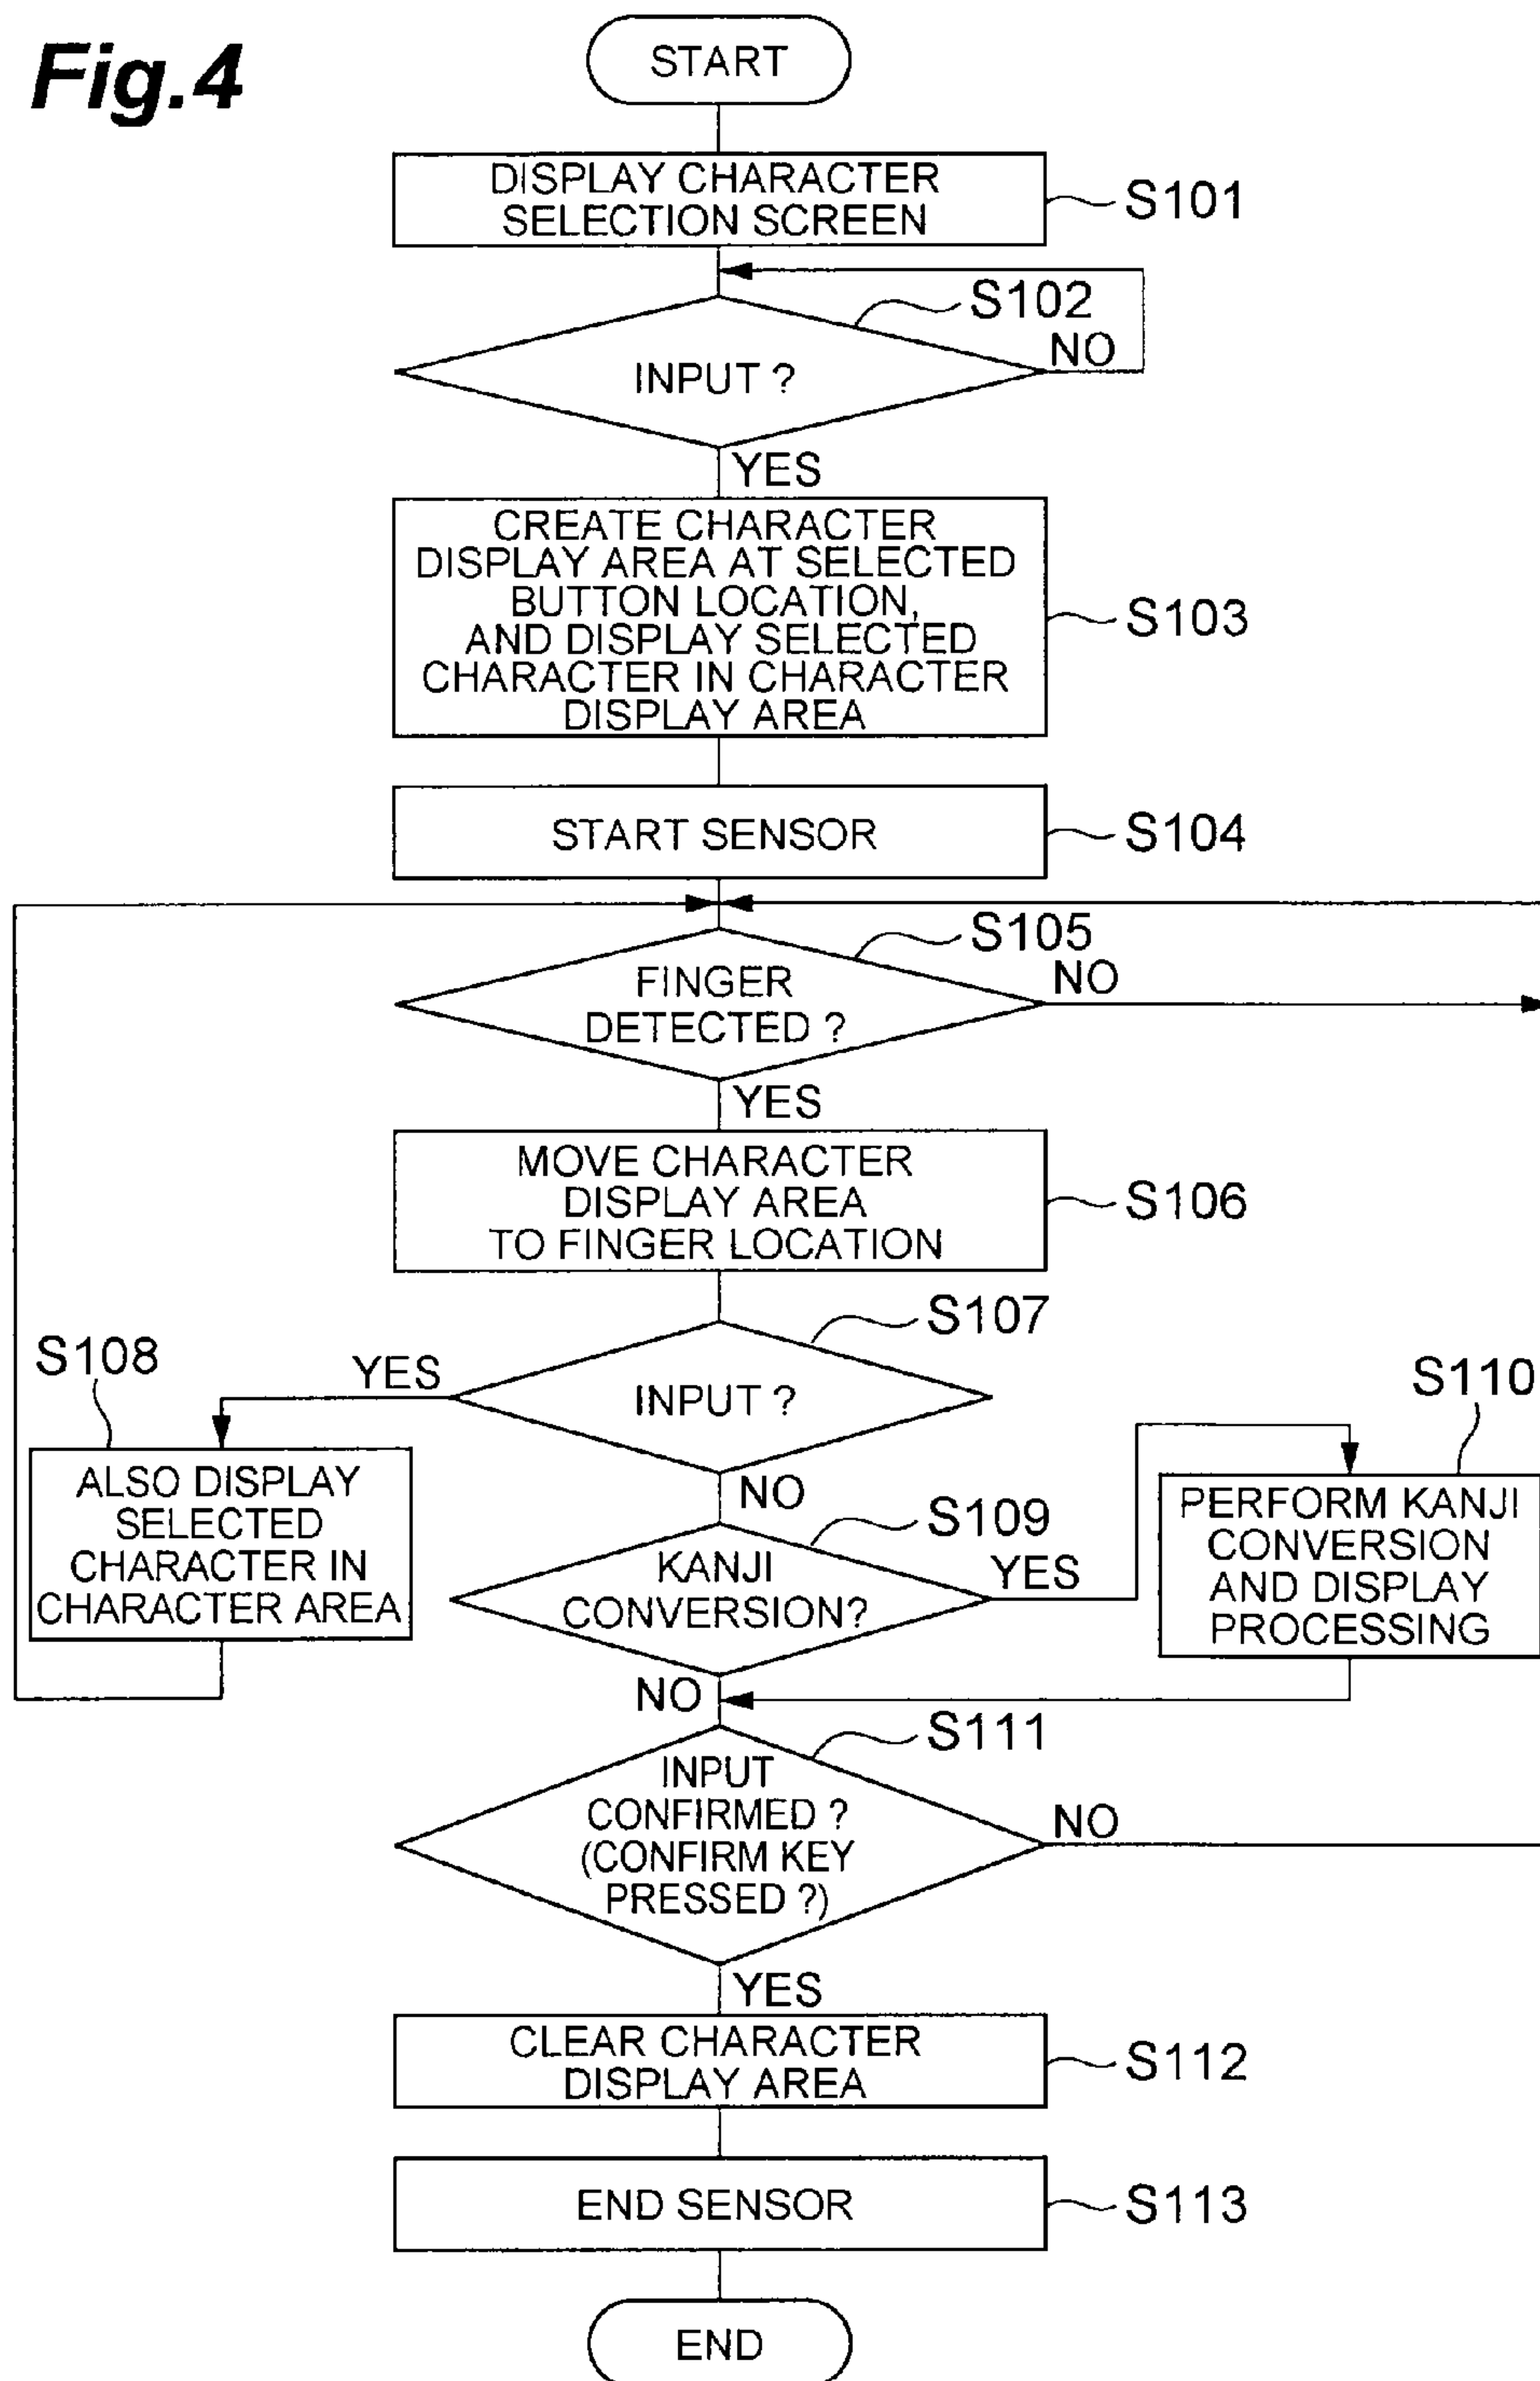 Fig.4
START
DISPLAY CHARACTER
SELECTION SCREEN
S101
S102
NO
INPUT ?
YES
CREATE CHARACTER
DISPLAY AREA AT SELECTED
BUTTON LOCATION,
AND DISPLAY SELECTED
CHARACTER IN CHARACTER
DISPLAY AREA
S103
START SENSOR
S104
S105
NO
FINGER
DETECTED ?
YES
MOVE CHARACTER
DISPLAY AREA
TO FINGER LOCATION
S106
S107
INPUT ?
YES
S108
ALSO DISPLAY
SELECTED
CHARACTER IN
CHARACTER AREA
NO
S109
KANJI
CONVERSION?
YES
S110
PERFORM KANJI
CONVERSION
AND DISPLAY
PROCESSING
NO
S111
INPUT
CONFIRMED ?
(CONFIRM KEY
PRESSED ?)
NO
YES
CLEAR CHARACTER
DISPLAY AREA
S112
END SENSOR
S113
END